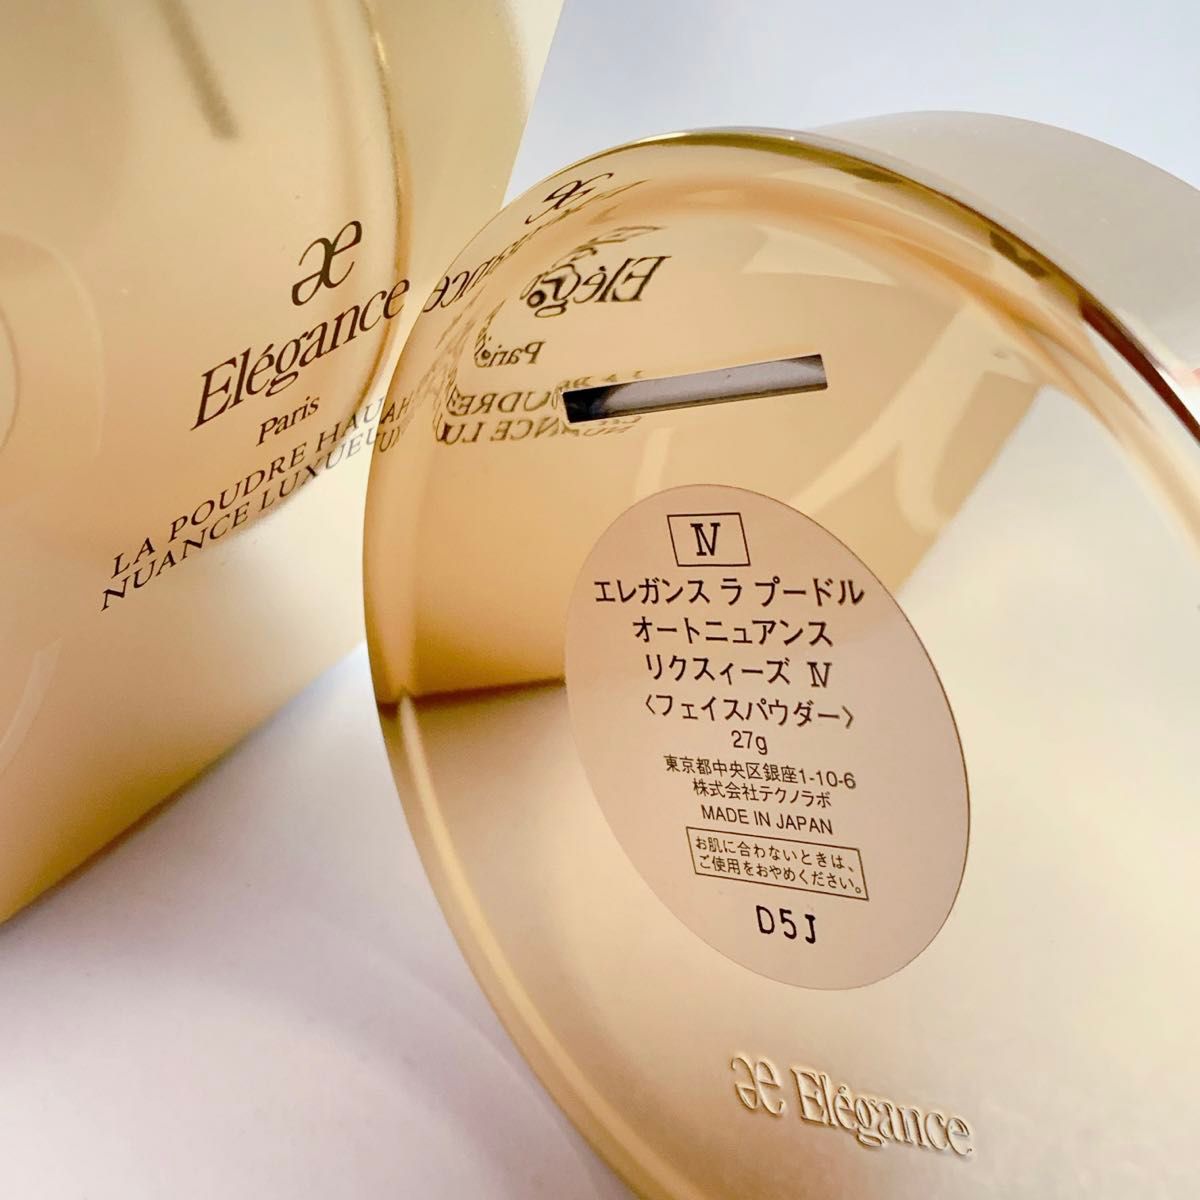 æ
Elégance
Paris
LA POUDRE HAU
NUANCE LUXUEU
Ⅳ
エレガンス ラ プードル
オートニュアンス
リクスィーズ Ⅳ
〈フェイスパウダー〉
27g
東京都中央区銀座1-10-6
株式会社テクノラボ
MADE IN JAPAN
お肌に合わないときは、
ご使用をおやめください。
D5J
æ Elégance